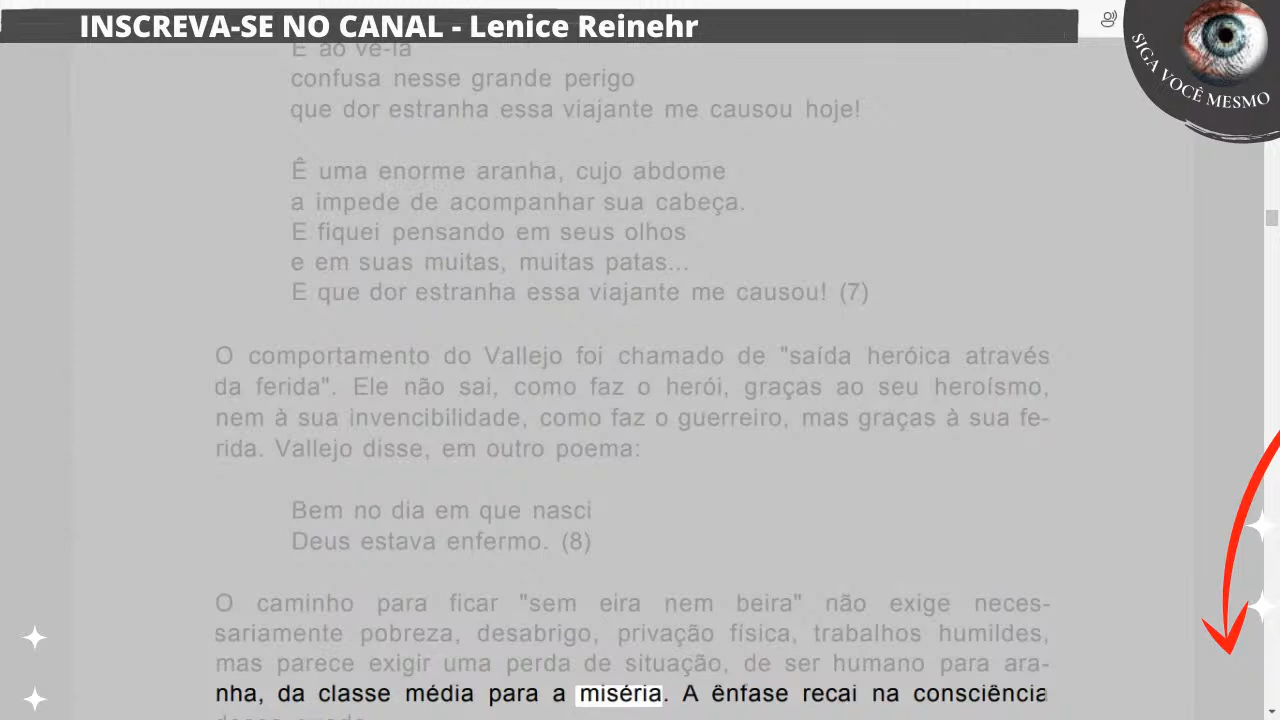 INSCREVA-SE NO CANAL - Lenice Reinehr
SIGA VOCÊ MESMO
E ao vê-la
confusa nesse grande perigo
que dor estranha essa viajante me causou hoje!
Ê uma enorme aranha, cujo abdome
a impede de acompanhar sua cabeça.
E fiquei pensando em seus olhos
e em suas muitas, muitas patas...
E que dor estranha essa viajante me causou! (7)
O comportamento do Vallejo foi chamado de "saída heróica através
da ferida". Ele não sai, como faz o herói, graças ao seu heroísmo,
nem à sua invencibilidade, como faz o guerreiro, mas graças à sua fe-
rida. Vallejo disse, em outro poema:
Bem no dia em que nasci
Deus estava enfermo. (8)
O caminho para ficar "sem eira nem beira" não exige neces-
sariamente pobreza, desabrigo, privação física, trabalhos humildes,
mas parece exigir uma perda de situação, de ser humano para ara-
nha, da classe média para a miséria. A ênfase recai na consciência